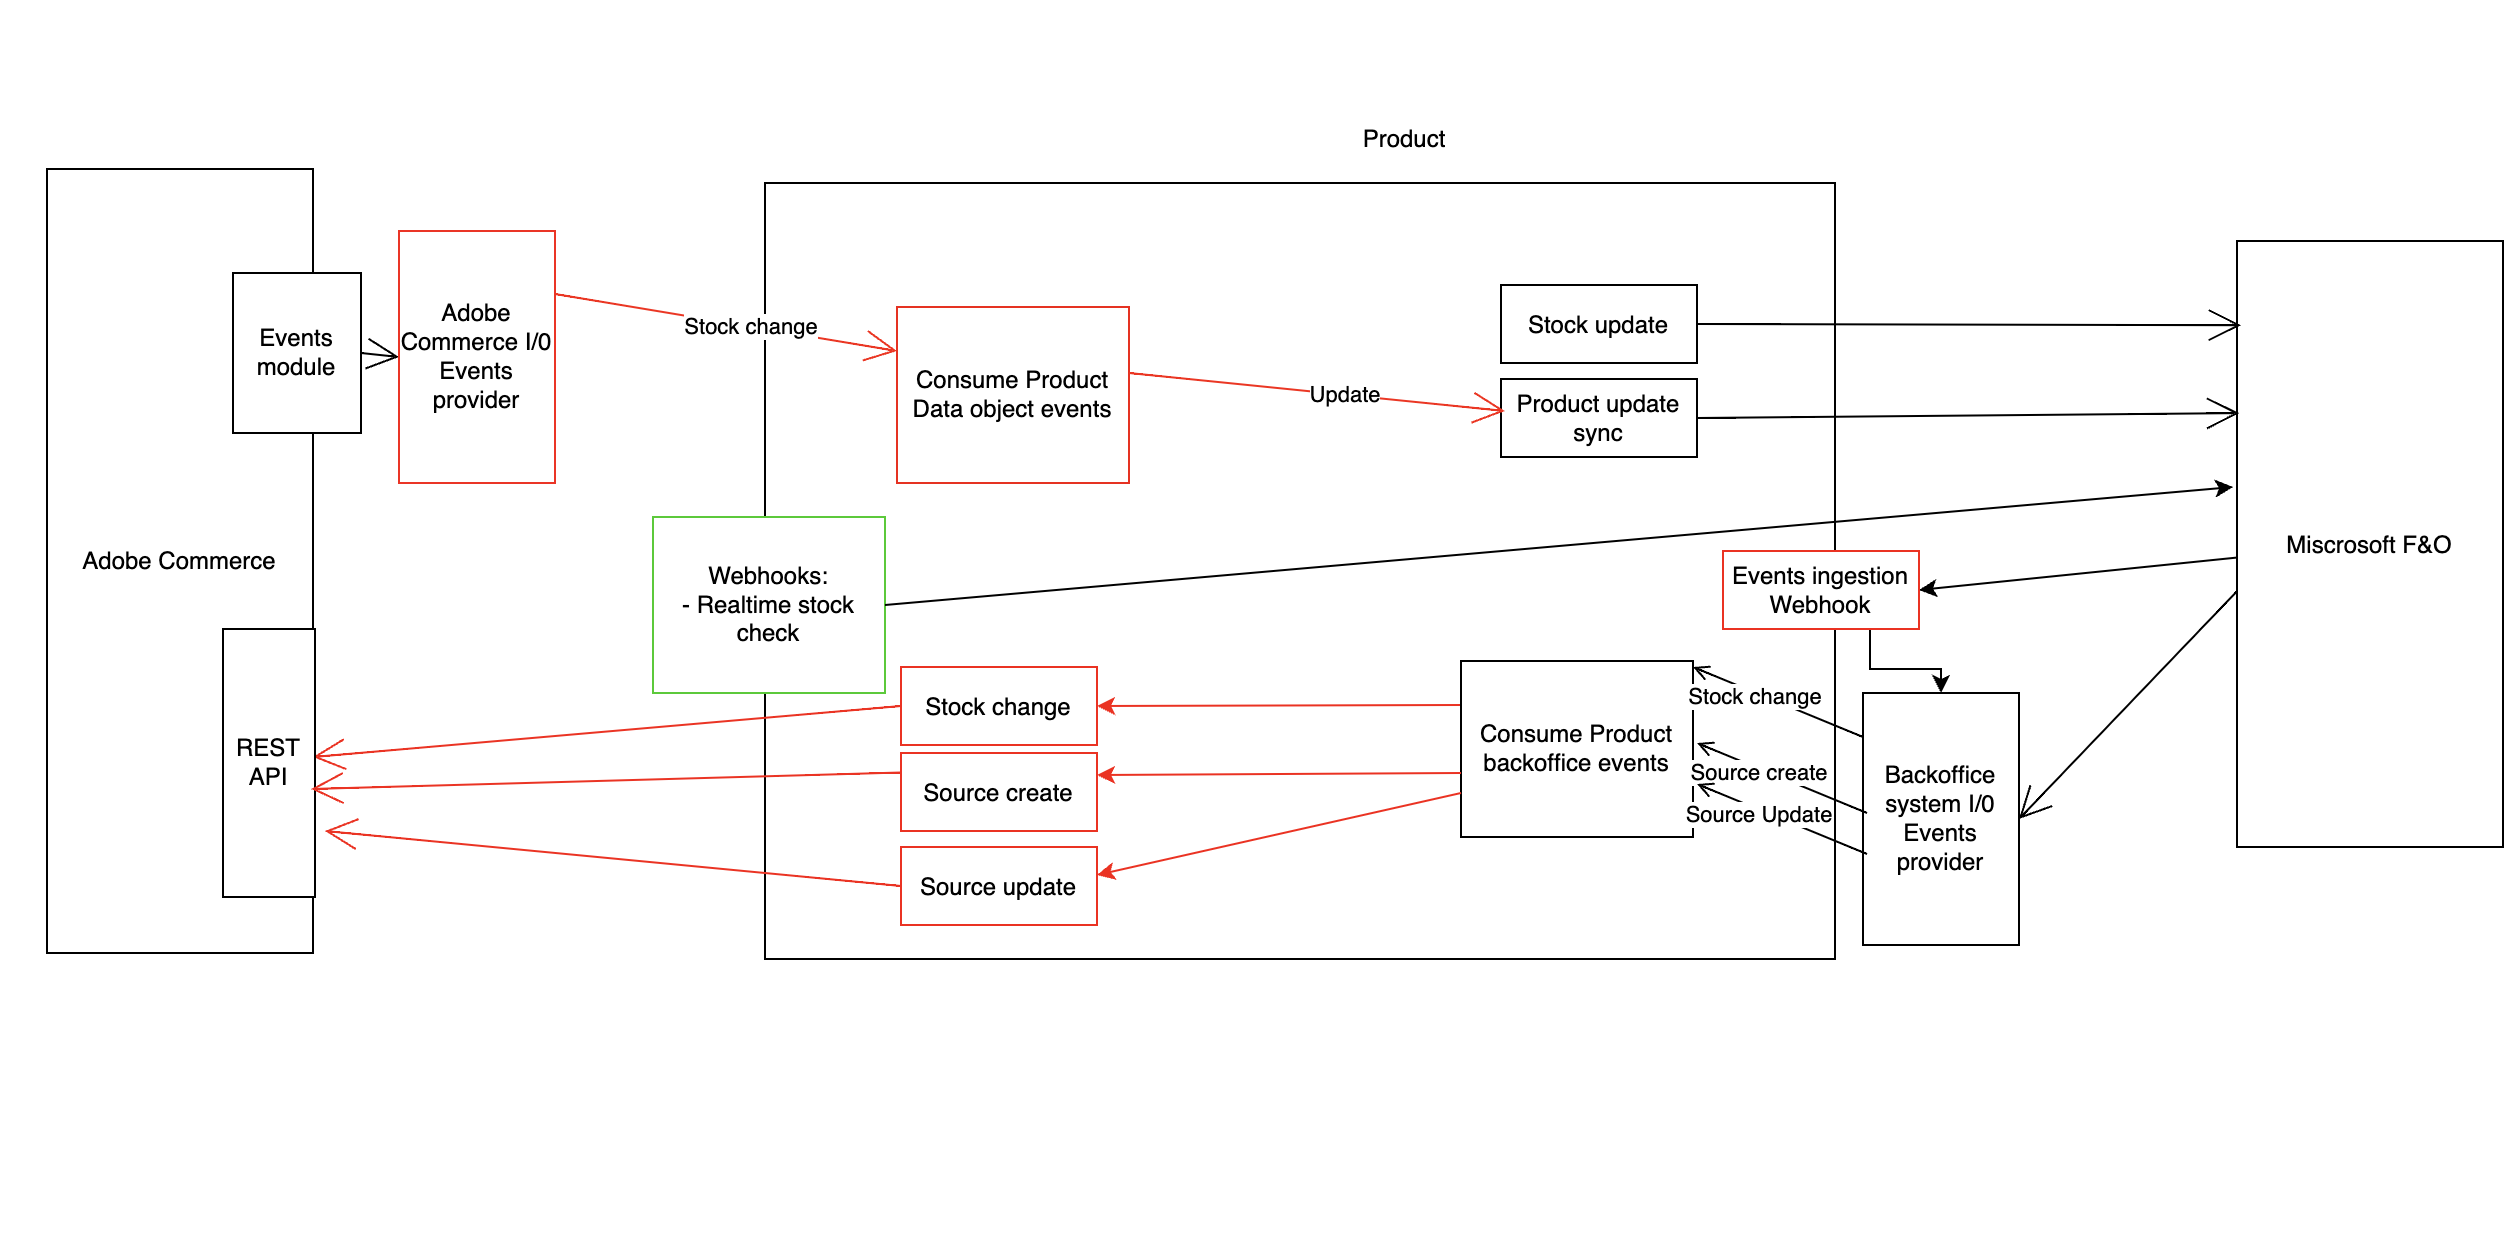 Product
Events
module
Adobe
Commerce I/0
Events
provider
Stock change
Consume Product
Data object events
Update
Stock update
Product update
sync
Adobe Commerce
Webhooks:
- Realtime stock
check
Events ingestion
Webhook
Miscrosoft F&O
REST
API
Stock change
Source create
Source update
Consume Product
backoffice events
Stock change
Source create
Source Update
Backoffice
system I/0
Events
provider